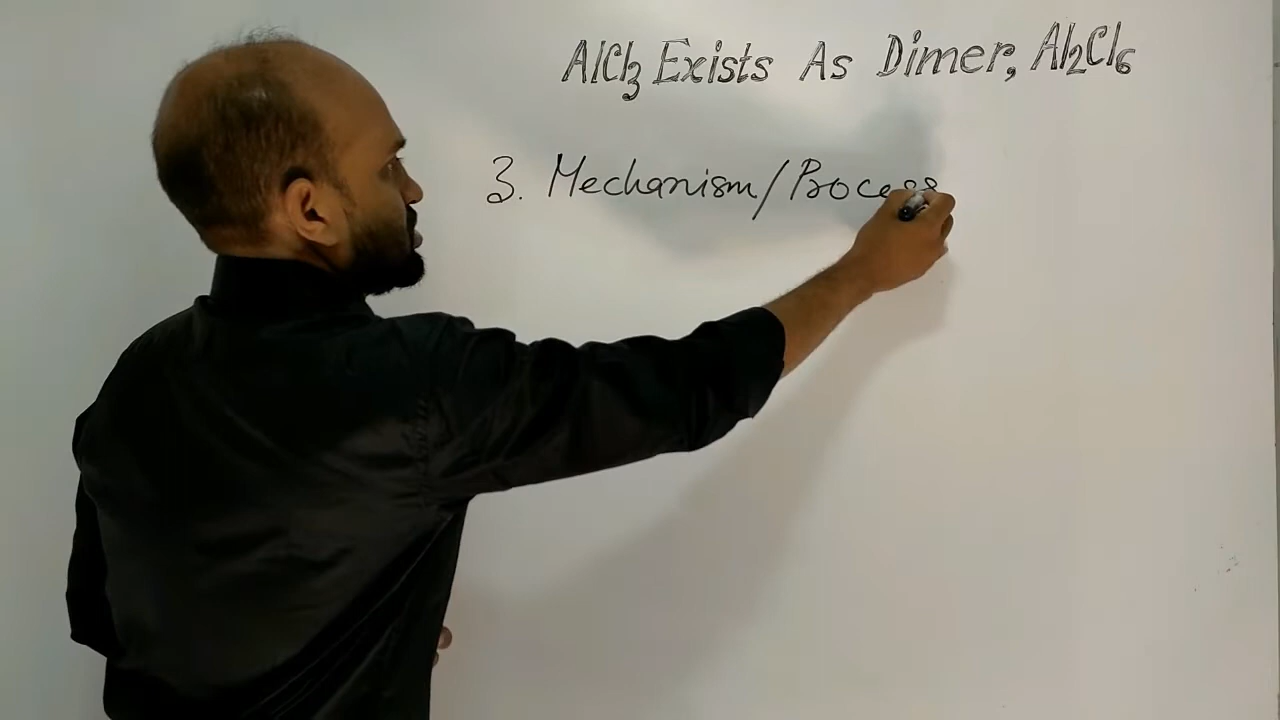 AlCl3 Exists As Dimer, Al2Cl6
3. Mechanism/Process